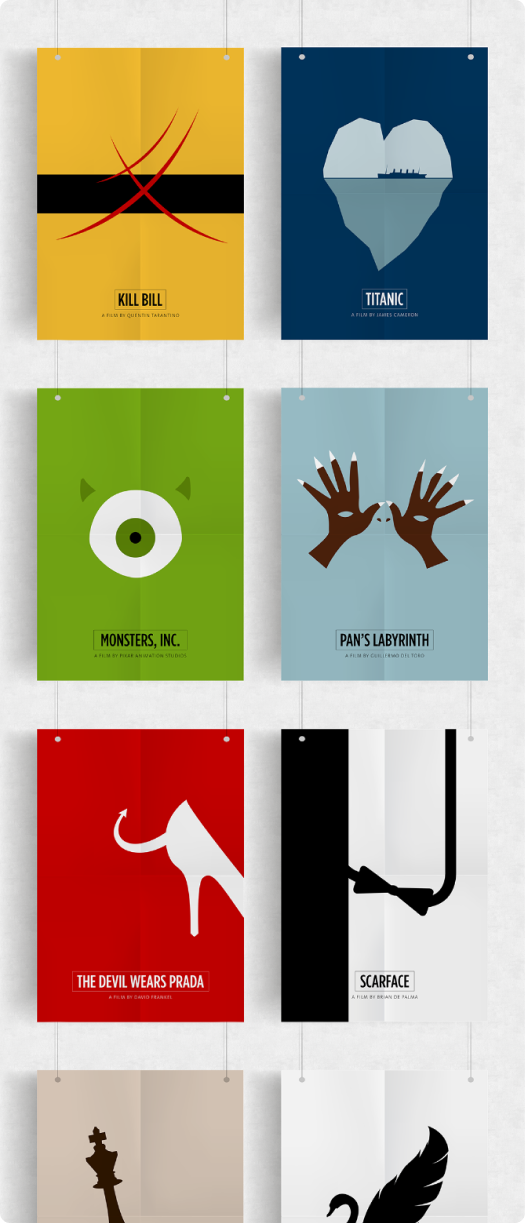 KILL BILL
A FILM BY QUENTIN TARANTINO
TITANIC
A FILM BY JAMES CAMERON
MONSTERS, INC.
A FILM BY PIXAR ANIMATION STUDIOS
PAN'S LABYRINTH
A FILM BY GUILLERMO DEL TORO
THE DEVIL WEARS PRADA
A FILM BY DAVID FRANKEL
SCARFACE
A FILM BY BRIAN DE PALMA